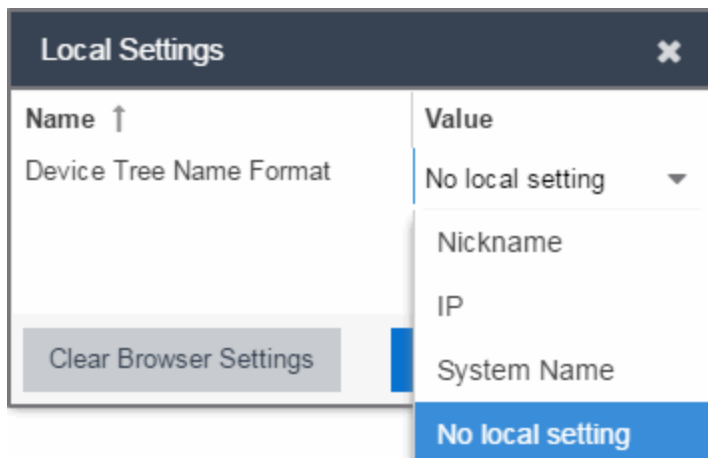 Local Settings
Name ↑ Value
Device Tree Name Format No local setting
Nickname
IP
Clear Browser Settings
System Name
No local setting